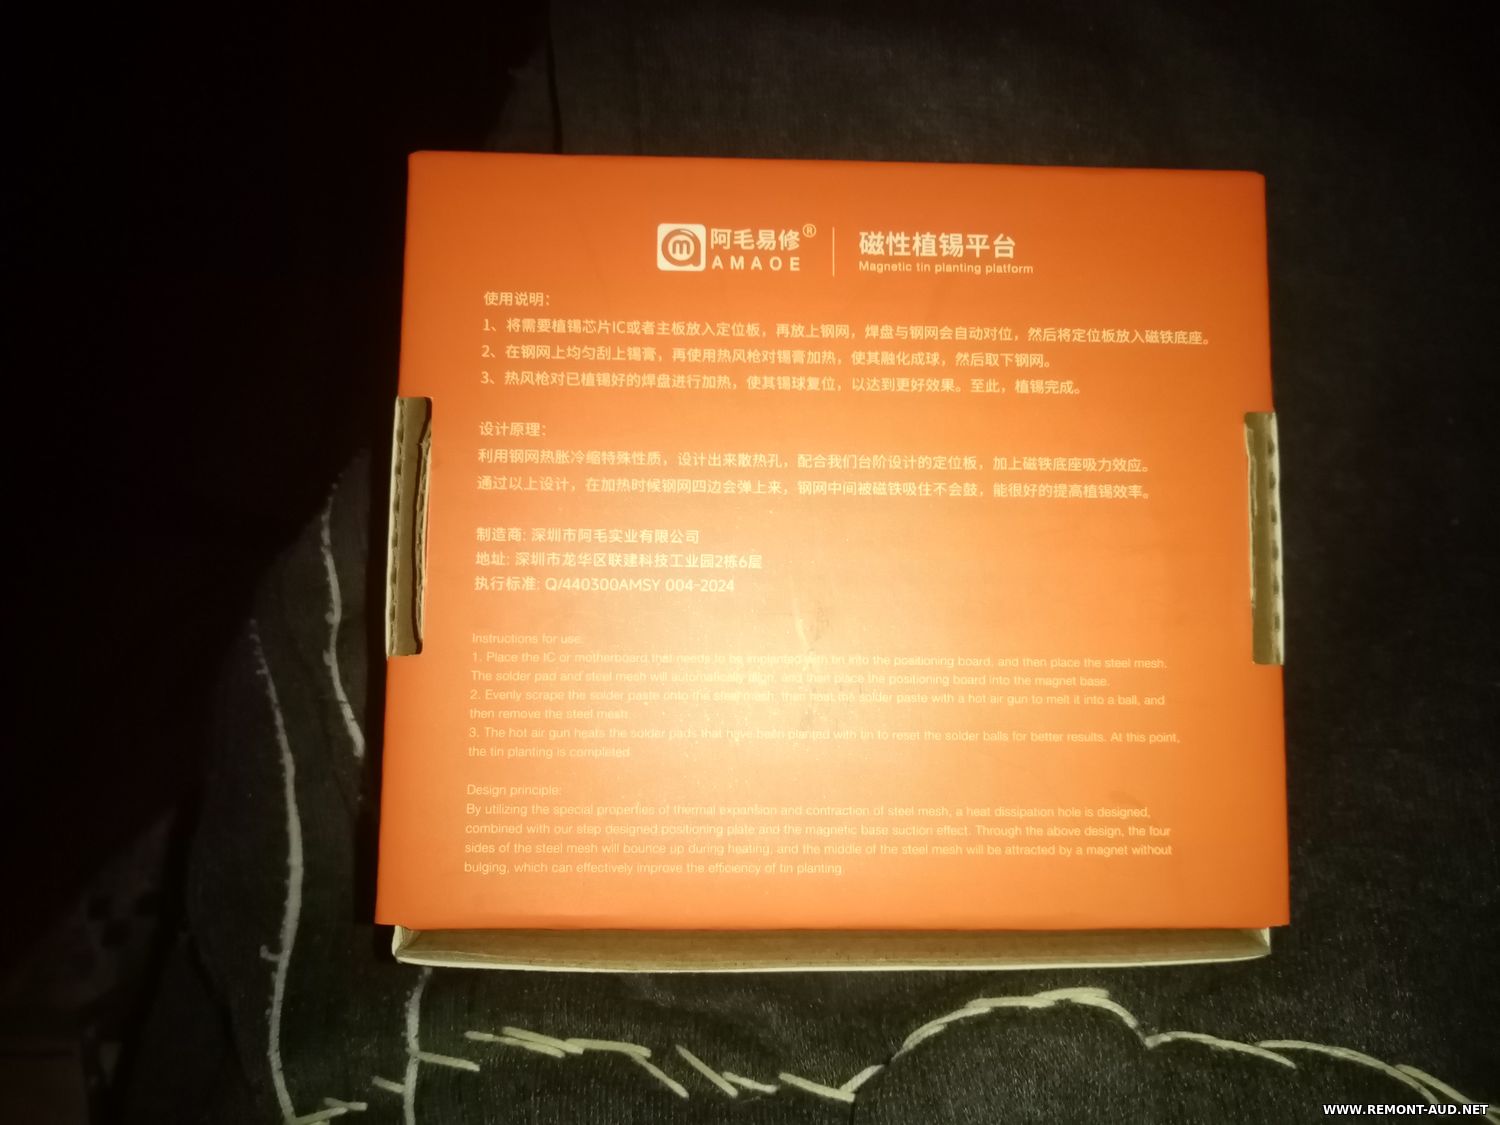 阿毛易修®
AMAOE
磁性植锡平台
Magnetic tin planting platform
使用说明：
1、将需要植锡芯片IC或者主板放入定位板，再放上钢网，焊盘与钢网会自动对位，然后将定位板放入磁铁底座。
2、在钢网上均匀刮上锡膏，再使用热风枪对锡膏加热，使其融化成球，然后取下钢网。
3、热风枪对已植锡好的焊盘进行加热，使其锡球复位，以达到更好效果。至此，植锡完成。
设计原理：
利用钢网热胀冷缩特殊性质，设计出来散热孔，配合我们台阶设计的定位板，加上磁铁底座吸力效应。
通过以上设计，在加热时候钢网四边会弹上来，钢网中间被磁铁吸住不会鼓，能很好的提高植锡效率。
制造商: 深圳市阿毛实业有限公司
地址: 深圳市龙华区联建科技工业园2栋6层
执行标准: Q/440300AMSY 004-2024
Instructions for use:
1. Place the IC or motherboard that needs to be implanted with tin into the positioning board, and then place the steel mesh.
The solder pad and steel mesh will automatically align, and then place the positioning board into the magnet base.
2. Evenly scrape the solder paste onto the steel mesh, then heat the solder paste with a hot air gun to melt it into a ball, and
then remove the steel mesh.
3. The hot air gun heats the solder pads that have been planted with tin to reset the solder balls for better results. At this point,
the tin planting is completed.
Design principle:
By utilizing the special properties of thermal expansion and contraction of steel mesh, a heat dissipation hole is designed,
combined with our step designed positioning plate and the magnetic base suction effect. Through the above design, the four
sides of the steel mesh will bounce up during heating, and the middle of the steel mesh will be attracted by a magnet without
bulging, which can effectively improve the efficiency of tin planting.
WWW.REMONT-AUD.NET